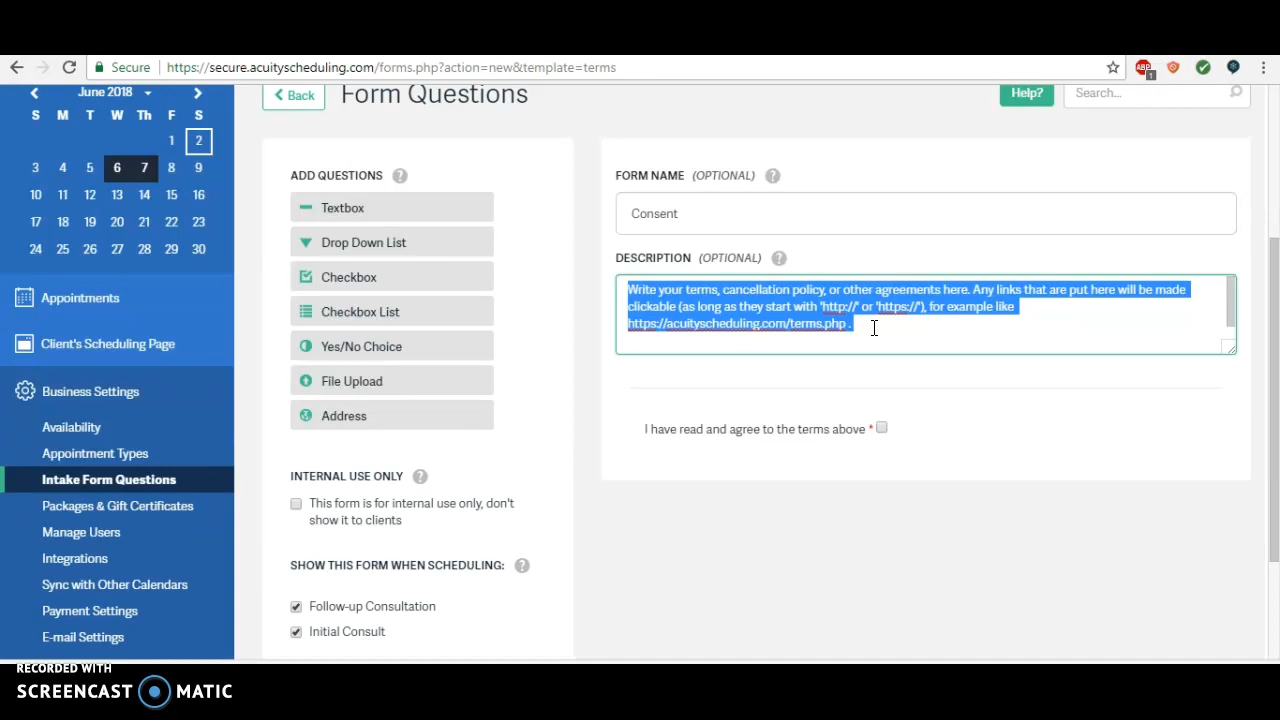 Secure
https://secure.acuityscheduling.com/forms.php?action=new&template=terms
ABP
1
June 2018
S M T W Th F S
1 2
3 4 5 6 7 8 9
10 11 12 13 14 15 16
17 18 19 20 21 22 23
24 25 26 27 28 29 30
Appointments
Client's Scheduling Page
Business Settings
Availability
Appointment Types
Intake Form Questions
Packages & Gift Certificates
Manage Users
Integrations
Sync with Other Calendars
Payment Settings
E-mail Settings
Back
Form Questions
Help?
Search...
ADD QUESTIONS ?
Textbox
Drop Down List
Checkbox
Checkbox List
Yes/No Choice
File Upload
Address
INTERNAL USE ONLY ?
This form is for internal use only, don't
show it to clients
SHOW THIS FORM WHEN SCHEDULING: ?
Follow-up Consultation
Initial Consult
FORM NAME (OPTIONAL) ?
Consent
DESCRIPTION (OPTIONAL) ?
Write your terms, cancellation policy, or other agreements here. Any links that are put here will be made
clickable (as long as they start with 'http://' or 'https://'), for example like
https://acuityscheduling.com/terms.php .
I have read and agree to the terms above *
RECORDED WITH
SCREENCAST MATIC